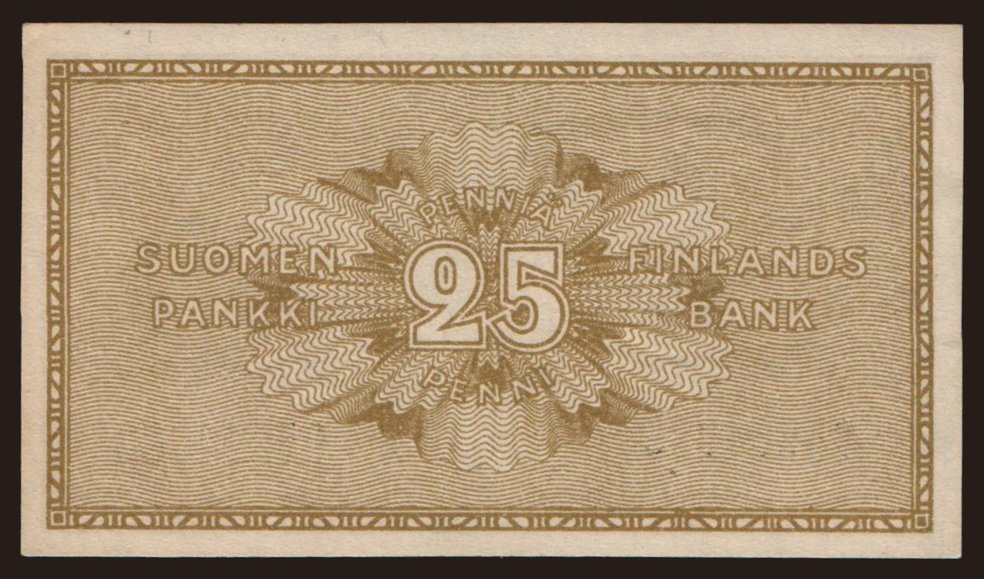 PENNIÄ
SUOMEN
PANKKI
25
FINLANDS
BANK
PENNI